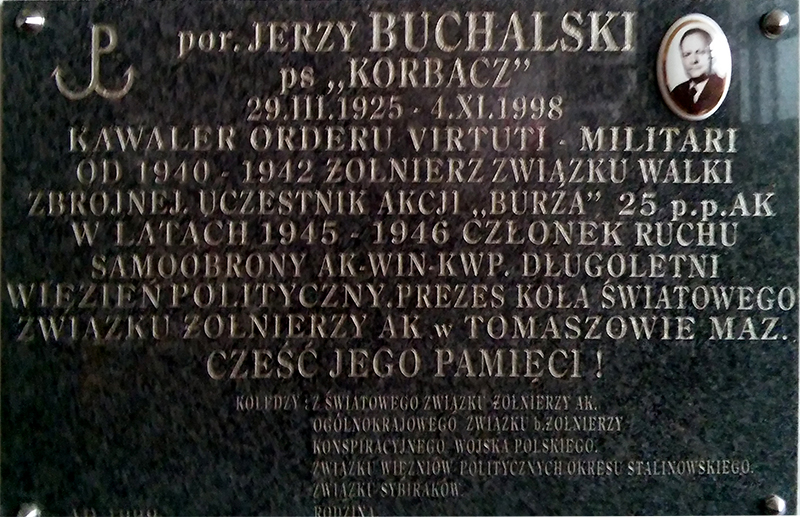 por. JERZY BUCHALSKI
ps „KORBACZ”
29.III.1925 - 4.XI.1998
KAWALER ORDERU VIRTUTI - MILITARI
OD 1940 - 1942 ŻOŁNIERZ ZWIĄZKU WALKI
ZBROJNEJ, UCZESTNIK AKCJI „BURZA” 25 p.p.AK
W LATACH 1945 - 1946 CZŁONEK RUCHU
SAMOOBRONY AK-WIN-KWP. DŁUGOLETNI
WIĘZIEŃ POLITYCZNY. PREZES KOŁA ŚWIATOWEGO
ZWIĄZKU ŻOŁNIERZY AK w TOMASZOWIE MAZ.
CZEŚĆ JEGO PAMIĘCI !
KOLEDZY : Z ŚWIATOWEGO ZWIĄZKU ŻOŁNIERZY AK.
OGÓLNOKRAJOWEGO ZWIĄZKU b.ŻOŁNIERZY
KONSPIRACYJNEGO WOJSKA POLSKIEGO.
ZWIĄZKU WIĘŹNIÓW POLITYCZNYCH OKRESU STALINOWSKIEGO.
ZWIĄZKU SYBIRAKÓW.
RODZINA